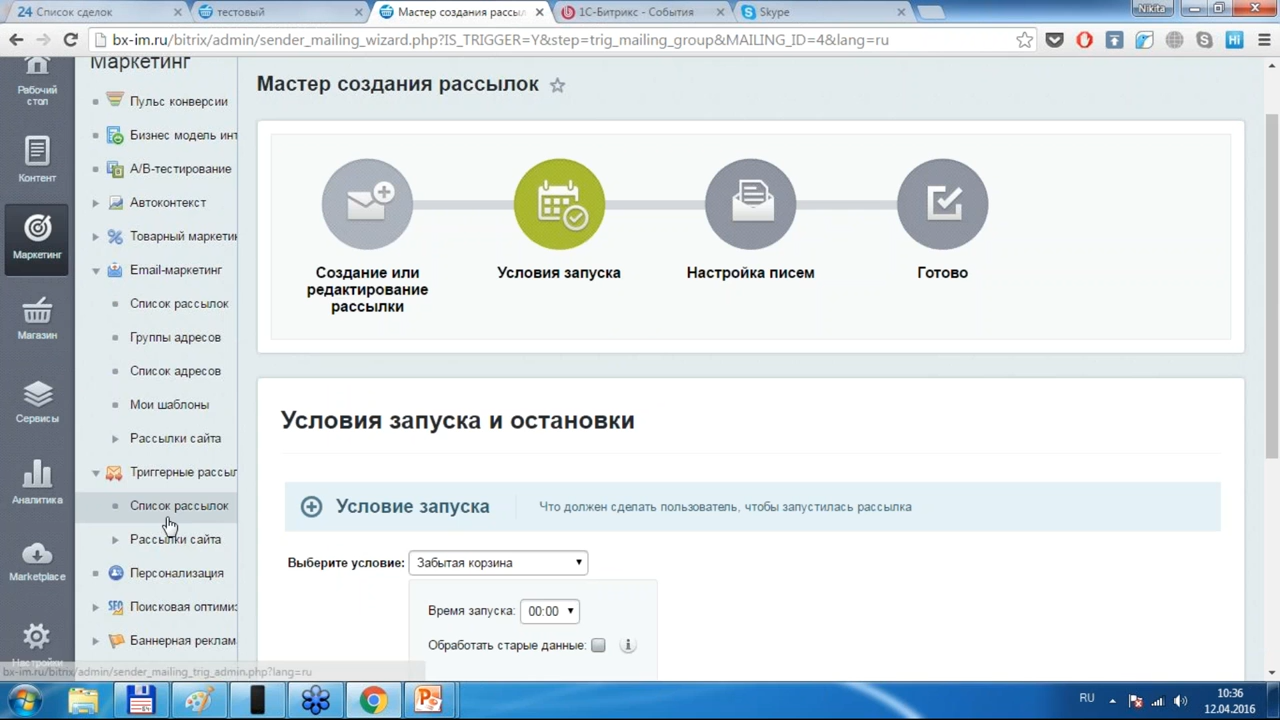 24 Список сделок
тестовый
Мастер создания рассыл
1С-Битрикс - События
Skype
Nikita
bx-im.ru/bitrix/admin/sender_mailing_wizard.php?IS_TRIGGER=Y&step=trig_mailing_group&MAILING_ID=4&lang=ru
Hi
Рабочий
стол
Контент
Маркетинг
Магазин
Сервисы
Аналитика
Marketplace
Настройки
Маркетинг
Пульс конверсии
Бизнес модель инт
A/B-тестирование
Автоконтекст
Товарный маркетин
Email-маркетинг
Список рассылок
Группы адресов
Список адресов
Мои шаблоны
Рассылки сайта
Триггерные рассыл
Список рассылок
Рассылки сайта
Персонализация
SEO Поисковая оптимиз
Баннерная реклам
Мастер создания рассылок
Создание или
редактирование
рассылки
Условия запуска
Настройка писем
Готово
Условия запуска и остановки
Условие запуска
Что должен сделать пользователь, чтобы запустилась рассылка
Выберите условие: Забытая корзина
Время запуска: 00:00
Обработать старые данные:
bx-im.ru/bitrix/admin/sender_mailing_trig_admin.php?lang=ru
RU
10:36
12.04.2016